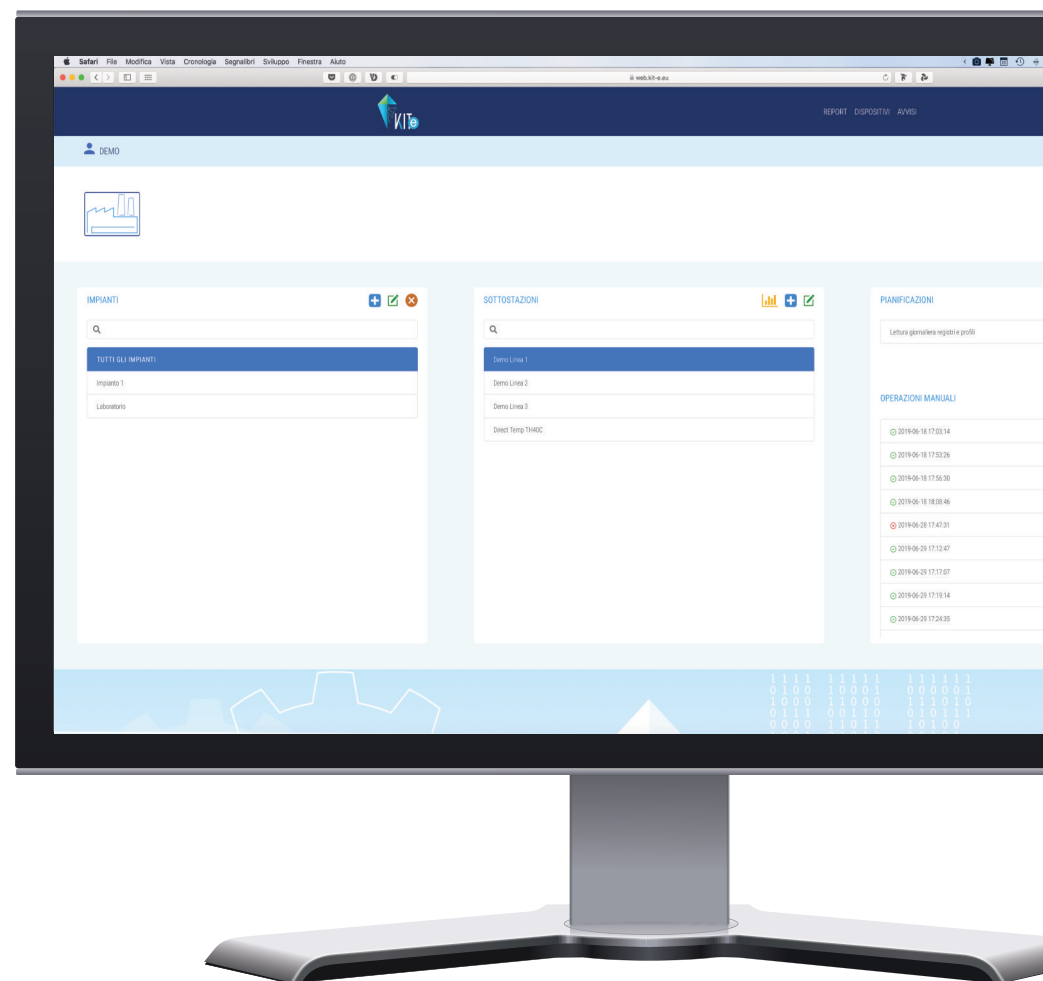 Safari File Modifica Vista Cronologia Segnalibri Sviluppo Finestra Aiuto
web.kit-e.eu
KITe
REPORT DISPOSITIVI AVVISI
DEMO
IMPIANTI
TUTTI GLI IMPIANTI
Impianto 1
Laboratorio
SOTTOSTAZIONI
Demo Linea 1
Demo Linea 2
Demo Linea 3
Direct Temp TH40C
PIANIFICAZIONI
Lettura giornaliera registri e profili
OPERAZIONI MANUALI
2019-06-18 17:03:14
2019-06-18 17:53:26
2019-06-18 17:56:30
2019-06-18 18:08:46
2019-06-28 17:47:31
2019-06-29 17:12:47
2019-06-29 17:17:07
2019-06-29 17:19:14
2019-06-29 17:24:35
1111 11111 111111
0100 10001 000001
1000 11000 111010
0111 00110 010111
0000 11011 10100